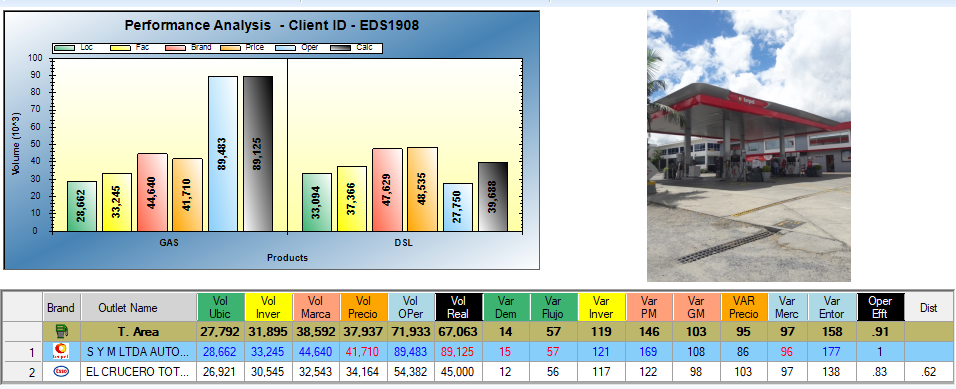 Performance Analysis - Client ID - EDS1908
Loc Fac Brand Price Oper Calc
Volume (10^3)
100
90
80
70
60
50
40
30
20
10
0
28,662 33,245 44,640 41,710 89,483 89,125 33,094 37,366 47,629 48,535 27,750 39,688
GAS DSL
Products
Brand Outlet Name Vol Ubic Vol Inver Vol Marca Vol Precio Vol OPer Vol Real Var Dem Var Flujo Var Inver Var PM Var GM VAR Precio Var Merc Var Entor Oper Efft Dist
T. Area 27,792 31,895 38,592 37,937 71,933 67,063 14 57 119 146 103 95 97 158 .91
1 S Y M LTDA AUTO... 28,662 33,245 44,640 41,710 89,483 89,125 15 57 121 169 108 86 96 177 1
2 Esso EL CRUCERO TOT... 26,921 30,545 32,543 34,164 54,382 45,000 12 56 117 122 98 103 97 138 .83 .62